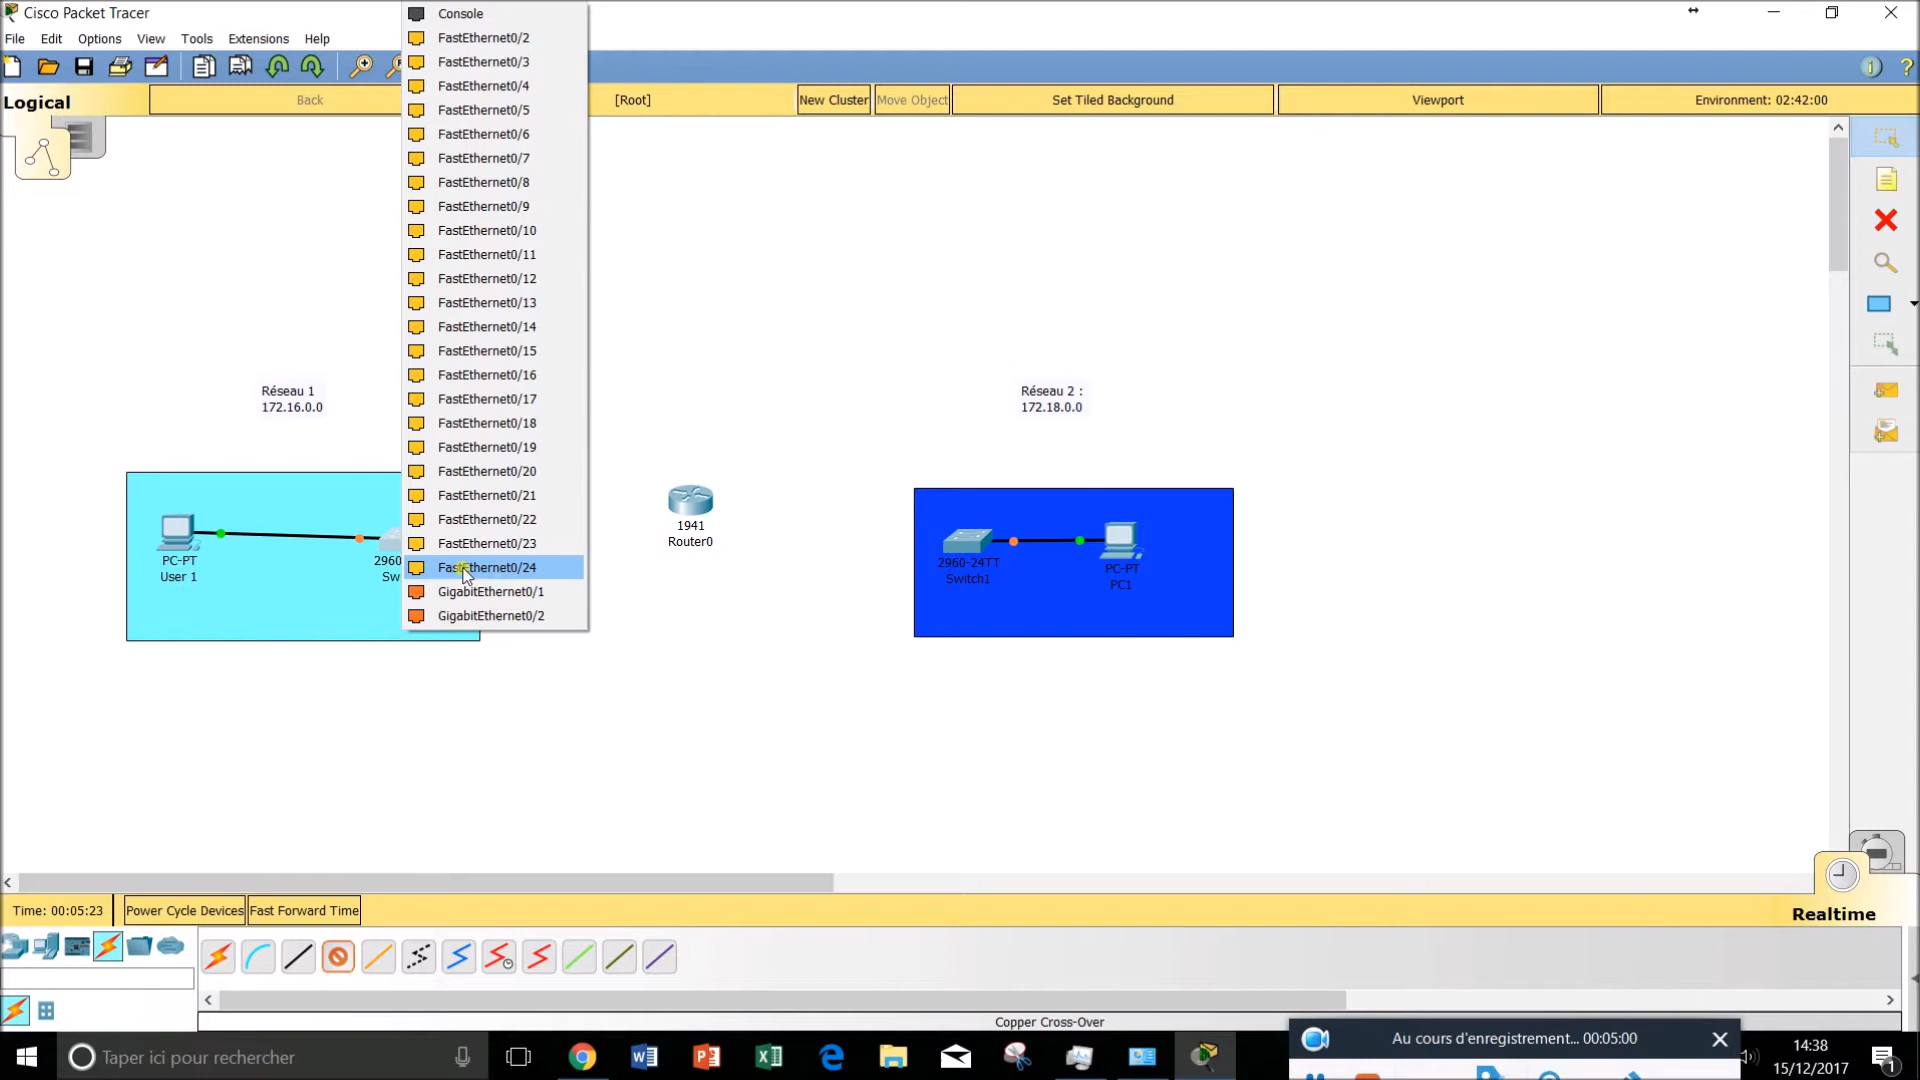 Cisco Packet Tracer
File Edit Options View Tools Extensions Help
Logical
Back
[Root]
New Cluster
Move Object
Set Tiled Background
Viewport
Environment: 02:42:00
Console
FastEthernet0/2
FastEthernet0/3
FastEthernet0/4
FastEthernet0/5
FastEthernet0/6
FastEthernet0/7
FastEthernet0/8
FastEthernet0/9
FastEthernet0/10
FastEthernet0/11
FastEthernet0/12
FastEthernet0/13
FastEthernet0/14
FastEthernet0/15
FastEthernet0/16
FastEthernet0/17
FastEthernet0/18
FastEthernet0/19
FastEthernet0/20
FastEthernet0/21
FastEthernet0/22
FastEthernet0/23
FastEthernet0/24
GigabitEthernet0/1
GigabitEthernet0/2
Réseau 1
172.16.0.0
Réseau 2 :
172.18.0.0
PC-PT
User 1
2960
Sw
1941
Router0
2960-24TT
Switch1
PC-PT
PC1
Time: 00:05:23
Power Cycle Devices
Fast Forward Time
Realtime
Copper Cross-Over
Au cours d'enregistrement... 00:05:00
Taper ici pour rechercher
14:38
15/12/2017
1